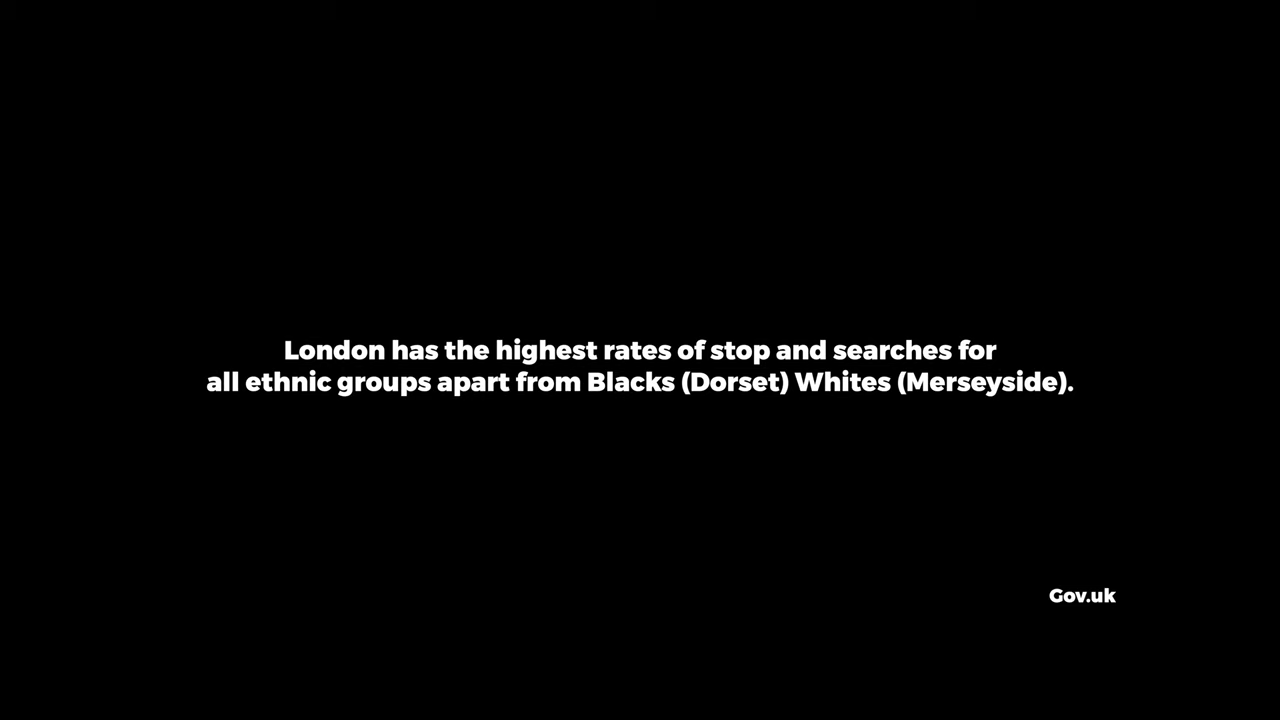 London has the highest rates of stop and searches for
all ethnic groups apart from Blacks (Dorset) Whites (Merseyside).
Gov.uk